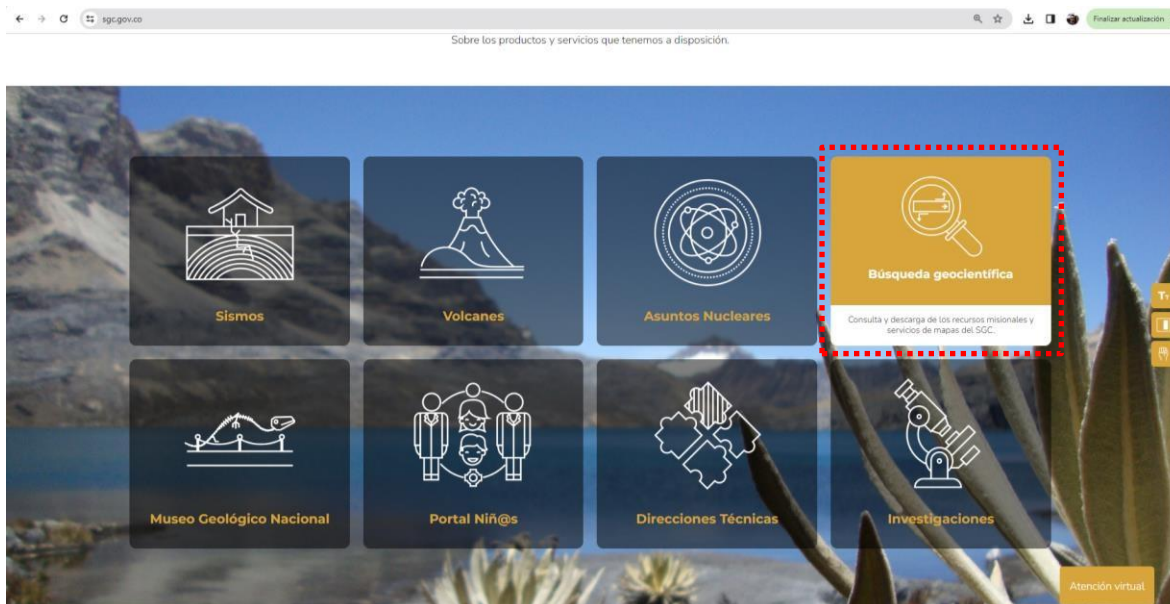 sgc.gov.co
Finalizar actualización
Sobre los productos y servicios que tenemos a disposición.
Sismos
Volcanes
Asuntos Nucleares
Búsqueda geocientífica
Consulta y descarga de los recursos misionales y
servicios de mapas del SGC.
Museo Geológico Nacional
Portal Niñ@s
Direcciones Técnicas
Investigaciones
Atención virtual